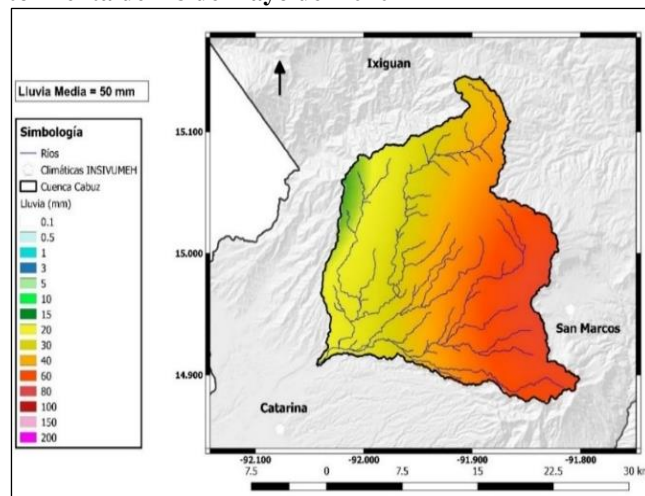 Lluvia Media = 50 mm
Simbología
Ríos
Climáticas INSIVUMEH
Cuenca Cabuz
Lluvia (mm)
0.1
0.5
1
3
5
10
15
20
30
40
60
80
100
150
200
Ixiguan
San Marcos
Catarina
15.100
15.000
14.900
-92.100 -92.000 -91.900 -91.800
7.5 0 7.5 15 22.5 30 km